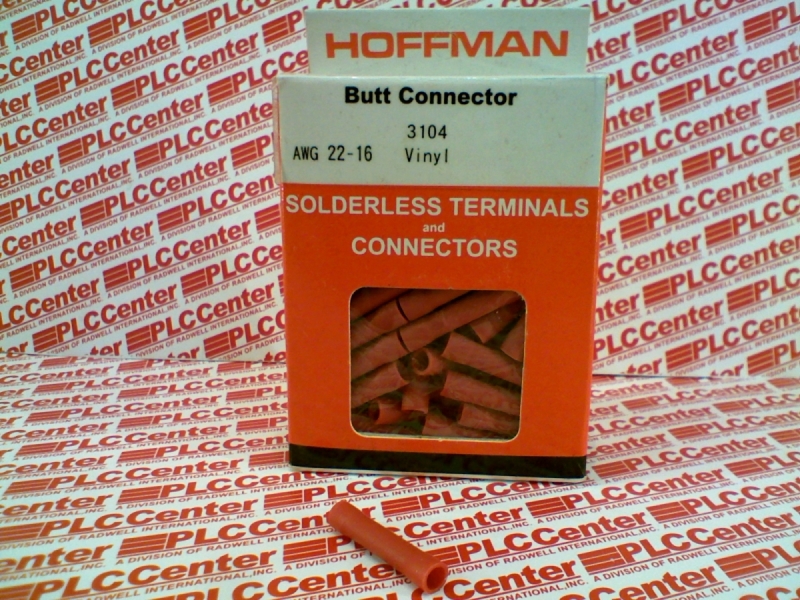 HOFFMAN
Butt Connector
3104
AWG 22-16 Vinyl
SOLDERLESS TERMINALS
and
CONNECTORS
PLCCenter
A DIVISION OF RADWELL INTERNATIONAL, INC.